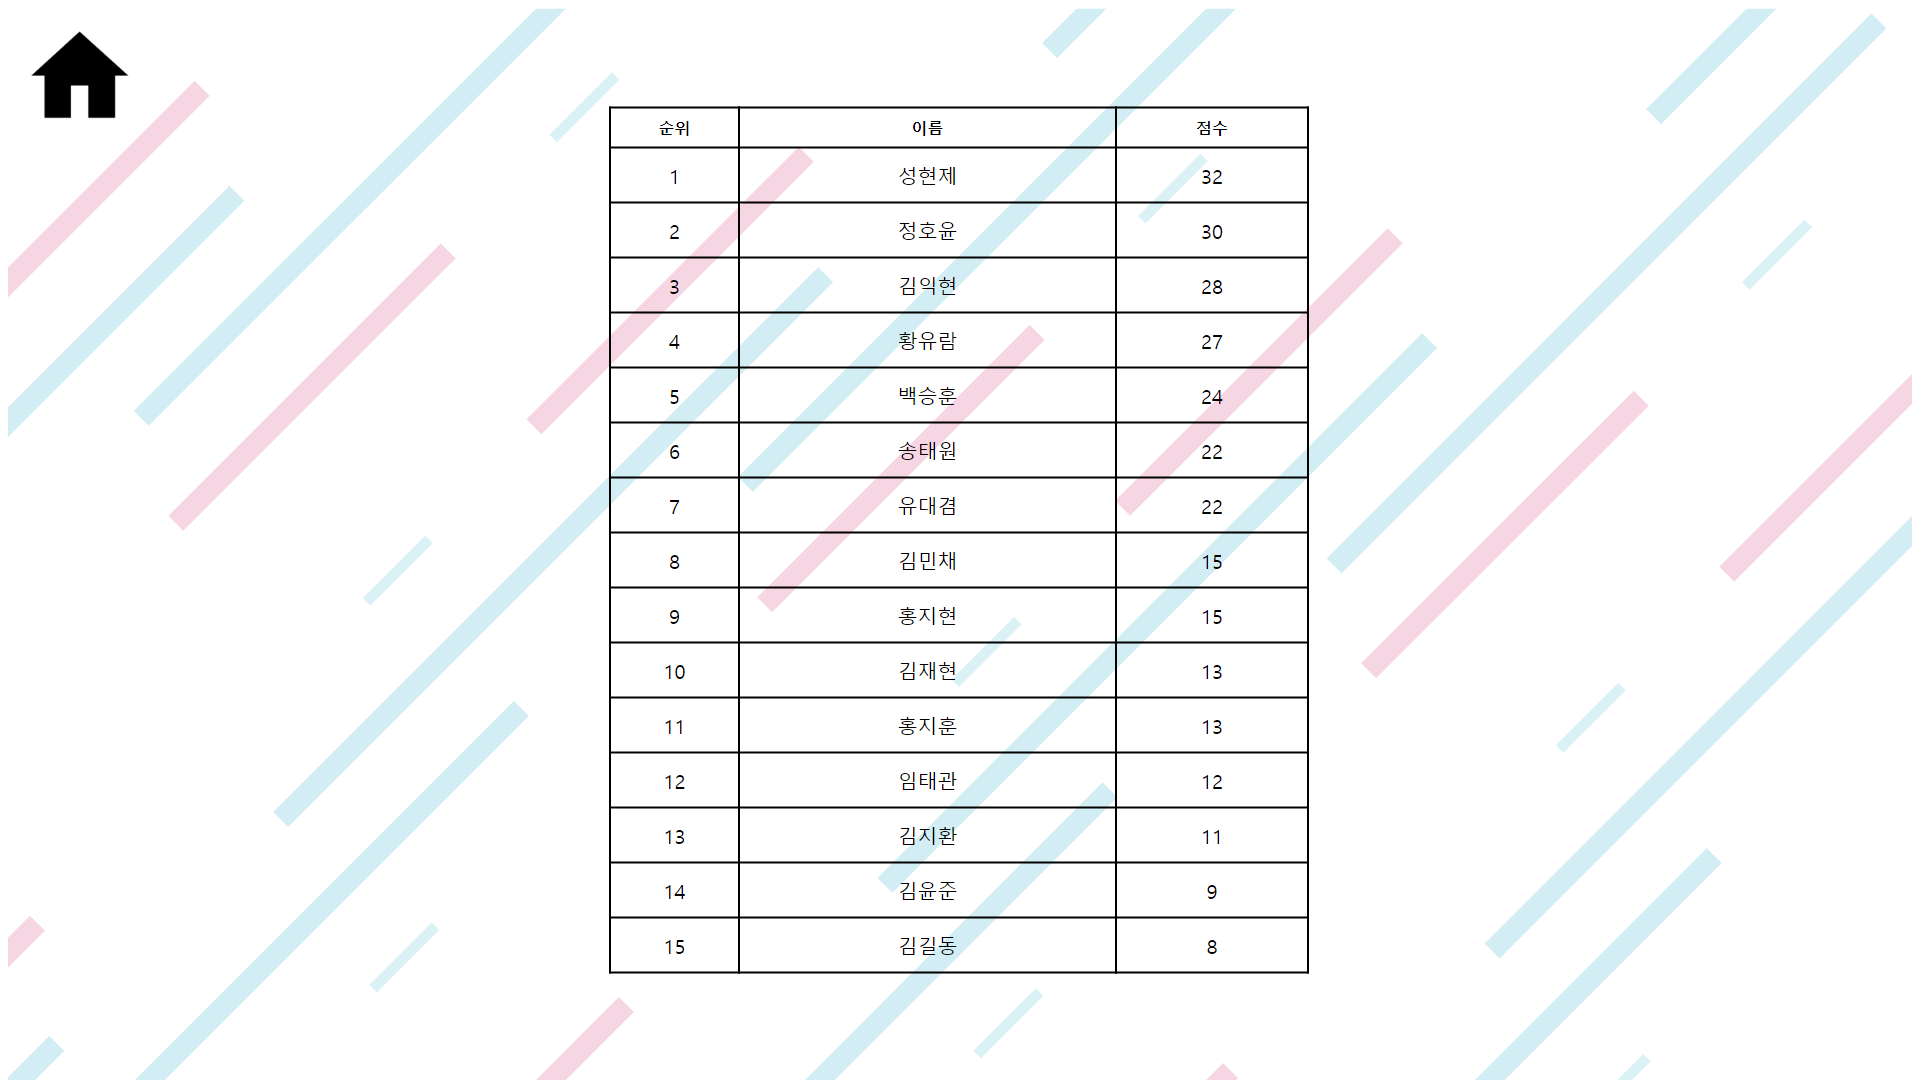 순위 이름 점수
1 성현제 32
2 정호윤 30
3 김익현 28
4 황유람 27
5 백승훈 24
6 송태원 22
7 유대겸 22
8 김민채 15
9 홍지현 15
10 김재현 13
11 홍지훈 13
12 임태관 12
13 김지환 11
14 김윤준 9
15 김길동 8